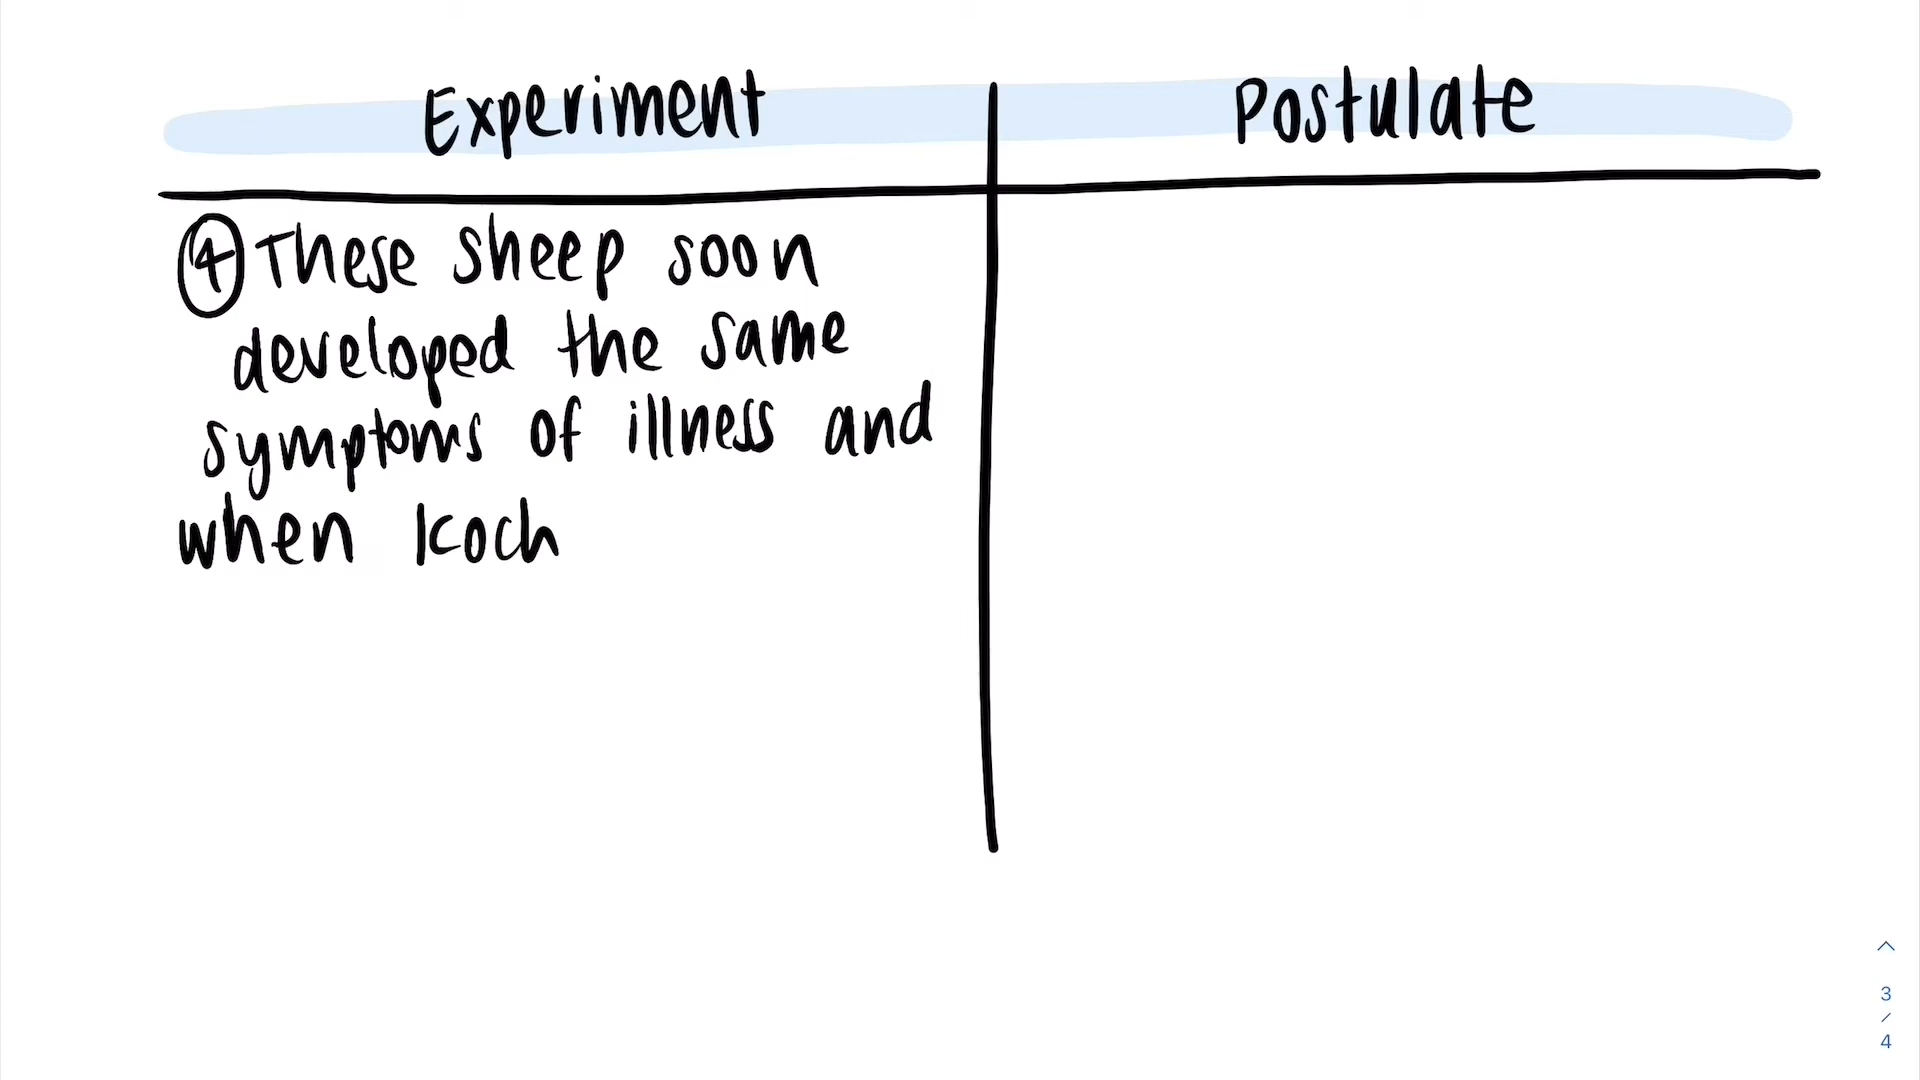 Experiment
Postulate
④ These sheep soon
developed the same
symptoms of illness and
when Koch
3
/
4